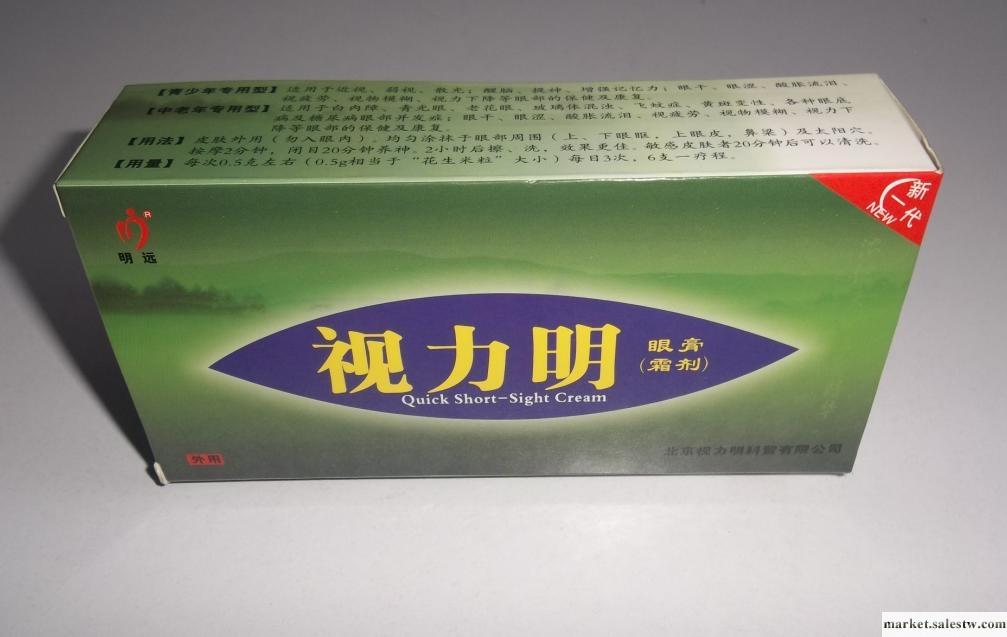 【青少年专用型】适用于近视、弱视、散光；醒脑、提神、增强记忆力；眼干、眼涩、酸胀流泪、
视疲劳、视物模糊、视力下降等眼部的保健及康复。
【中老年专用型】适用于白内障、青光眼、老花眼、玻璃体混浊、飞蚊症、黄斑变性、各种眼底
病及糖尿病眼部并发症；眼干、眼涩、酸胀流泪、视疲劳、视物模糊、视力下
降等眼部的保健及康复。
【用法】皮肤外用（勿入眼内），均匀涂抹于眼部周围（上、下眼眶，上眼皮，鼻梁）及太阳穴。
按摩2分钟，闭目20分钟养神。2小时后擦、洗，效果更佳。敏感皮肤者20分钟后可以清洗。
【用量】每次0.5克左右（0.5g相当于“花生米粒”大小）每日3次，6支一疗程。
新一代
NEW
R
明远
视力明
眼膏
（霜剂）
Quick Short-Sight Cream
外用
北京视力明科贸有限公司
market.salestw.com